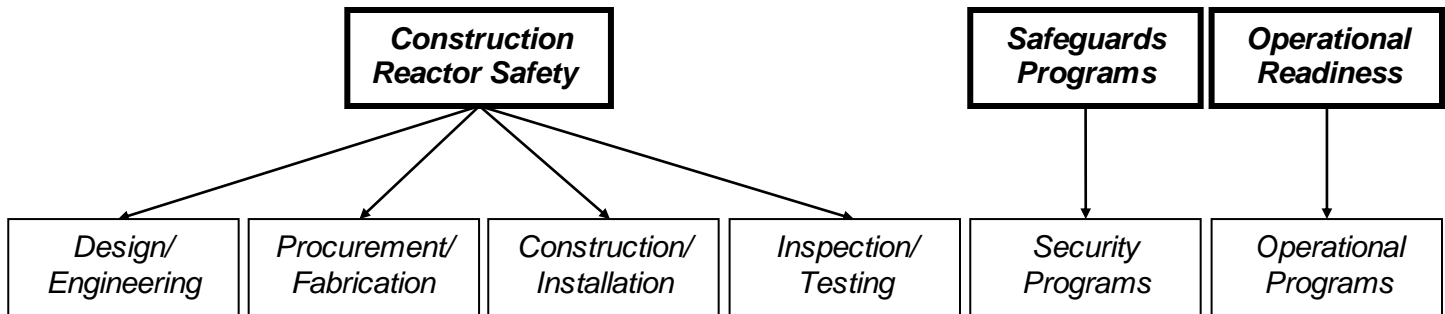 Construction
Reactor Safety
Safeguards
Programs
Operational
Readiness
Design/
Engineering
Procurement/
Fabrication
Construction/
Installation
Inspection/
Testing
Security
Programs
Operational
Programs